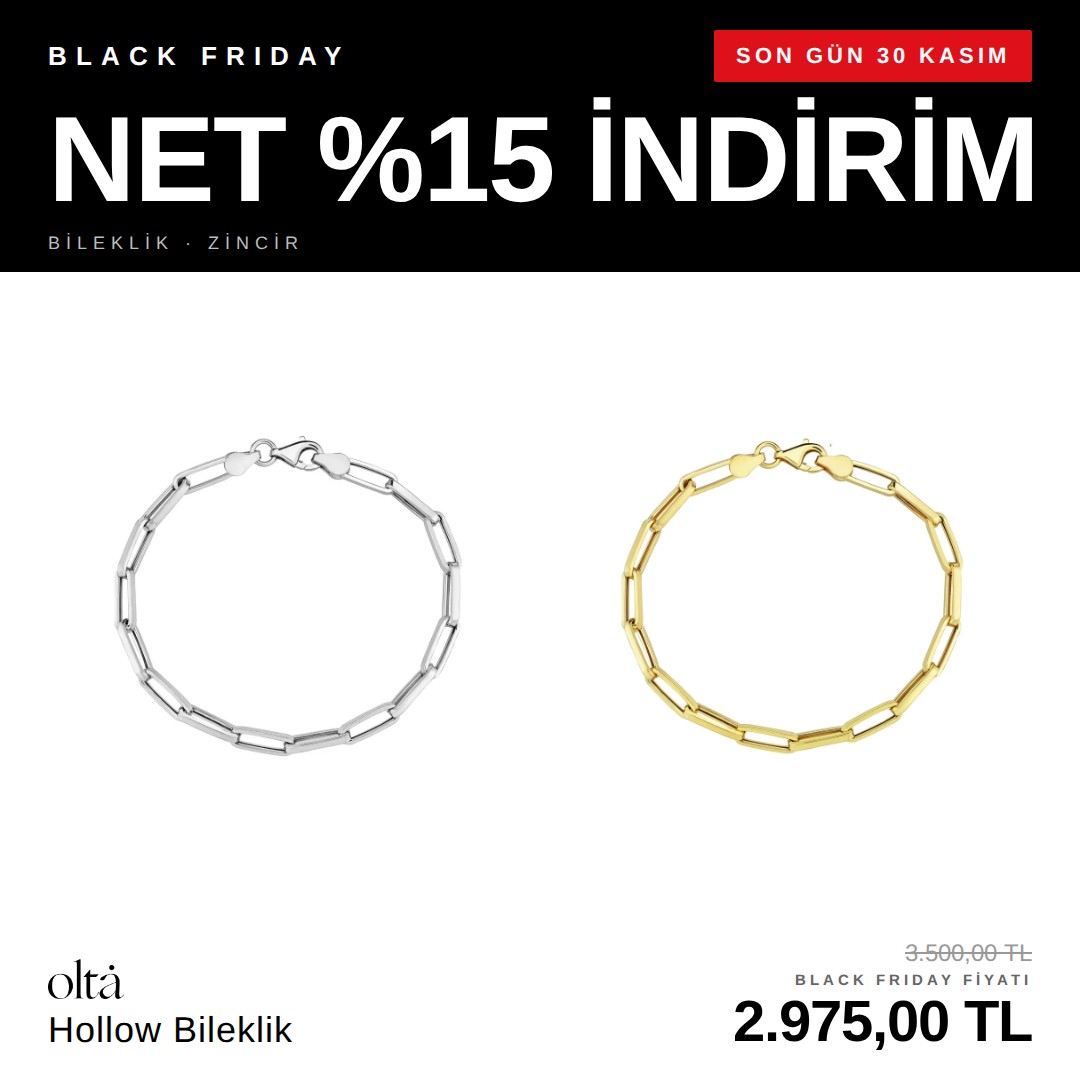 BLACK FRIDAY
SON GÜN 30 KASIM
NET %15 İNDİRİM
BİLEKLİK · ZİNCİR
olta
Hollow Bileklik
3.500,00 TL
BLACK FRIDAY FİYATI
2.975,00 TL